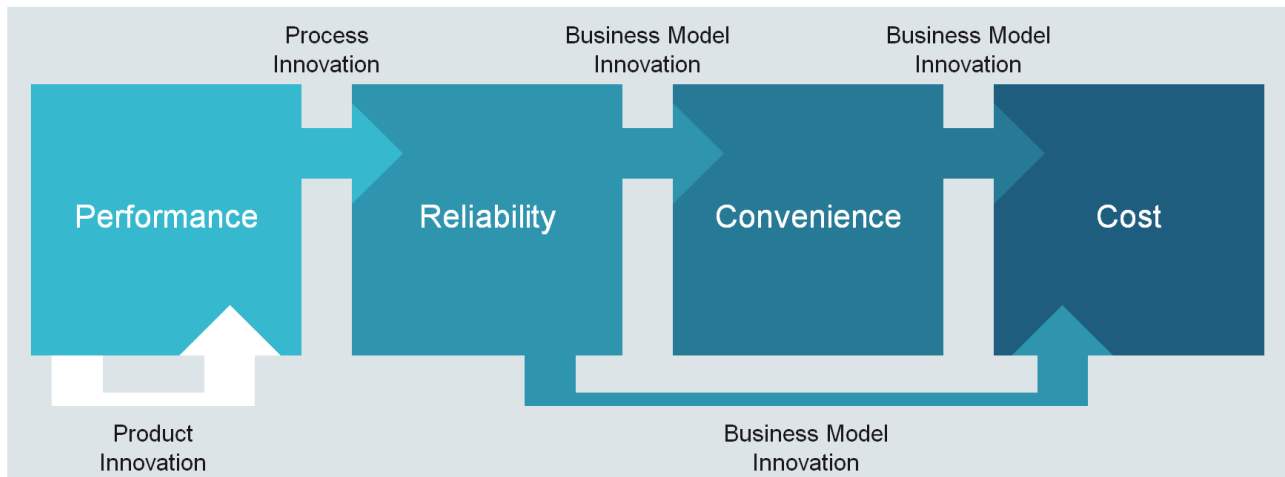 Process
Innovation
Business Model
Innovation
Business Model
Innovation
Performance
Reliability
Convenience
Cost
Product
Innovation
Business Model
Innovation